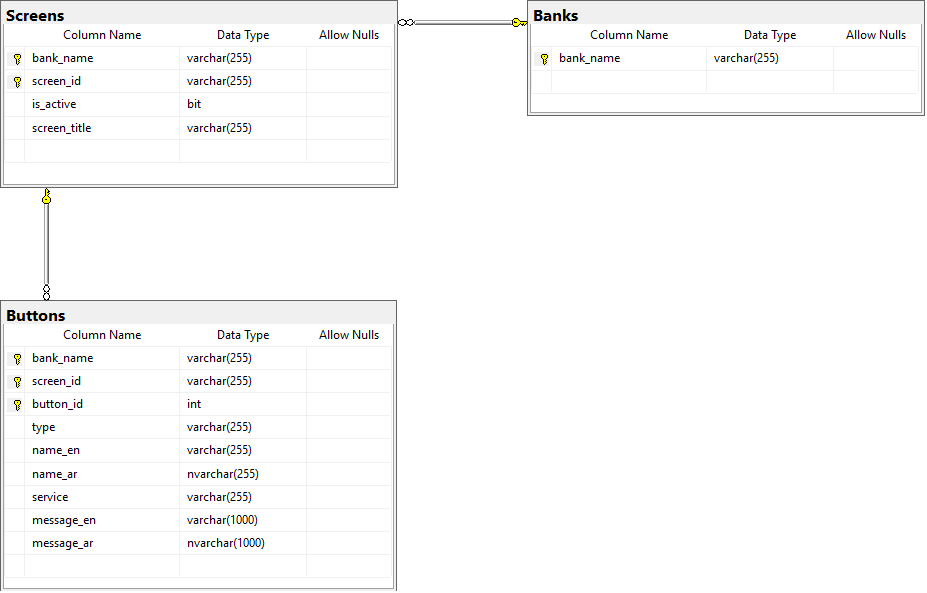 Screens
Column Name Data Type Allow Nulls
bank_name varchar(255)
screen_id varchar(255)
is_active bit
screen_title varchar(255)
Banks
Column Name Data Type Allow Nulls
bank_name varchar(255)
Buttons
Column Name Data Type Allow Nulls
bank_name varchar(255)
screen_id varchar(255)
button_id int
type varchar(255)
name_en varchar(255)
name_ar nvarchar(255)
service varchar(255)
message_en varchar(1000)
message_ar nvarchar(1000)